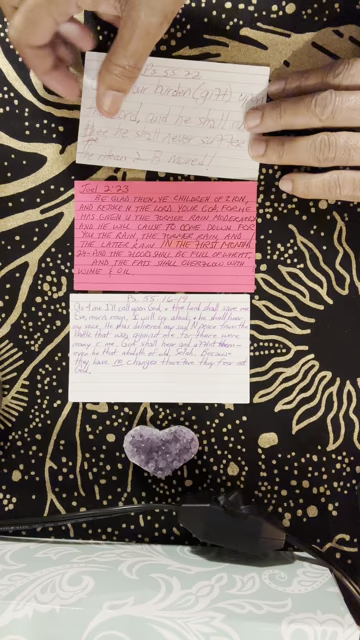 Ps 55:22
burden (gift) up
Lord, and he shall
thee he shall never suffer
the moved!
Joel 2:23
BE GLAD THEN, YE CHILDREN OF ZION,
AND REJOICE N THE LORD YOUR GOD, FOR HE
HAS GIVEN U THE FORMER RAIN MODERATELY
AND HE WILL CAUSE TO COME DOWN FOR
YOU THE RAIN, THE FORMER RAIN, AND
THE LATTER RAIN IN THE FIRST MONTH
24- AND THE FLOOR SHALL BE FULL OF WHEAT,
AND THE FATS SHALL OVERFLOW WITH
WINE & OIL.
Ps. 55:16-19
As 4 me I'll call upon God, & the Lord shall save me
Eve, morn, noon, I will cry aloud, & he shall hear
my voice, He has delivered my soul N peace from the
battle that was against me for there were
many c me. God shall hear and afflict them -
even he that abideth of old, Selah. Because
they have no changes therefore they fear not
God.